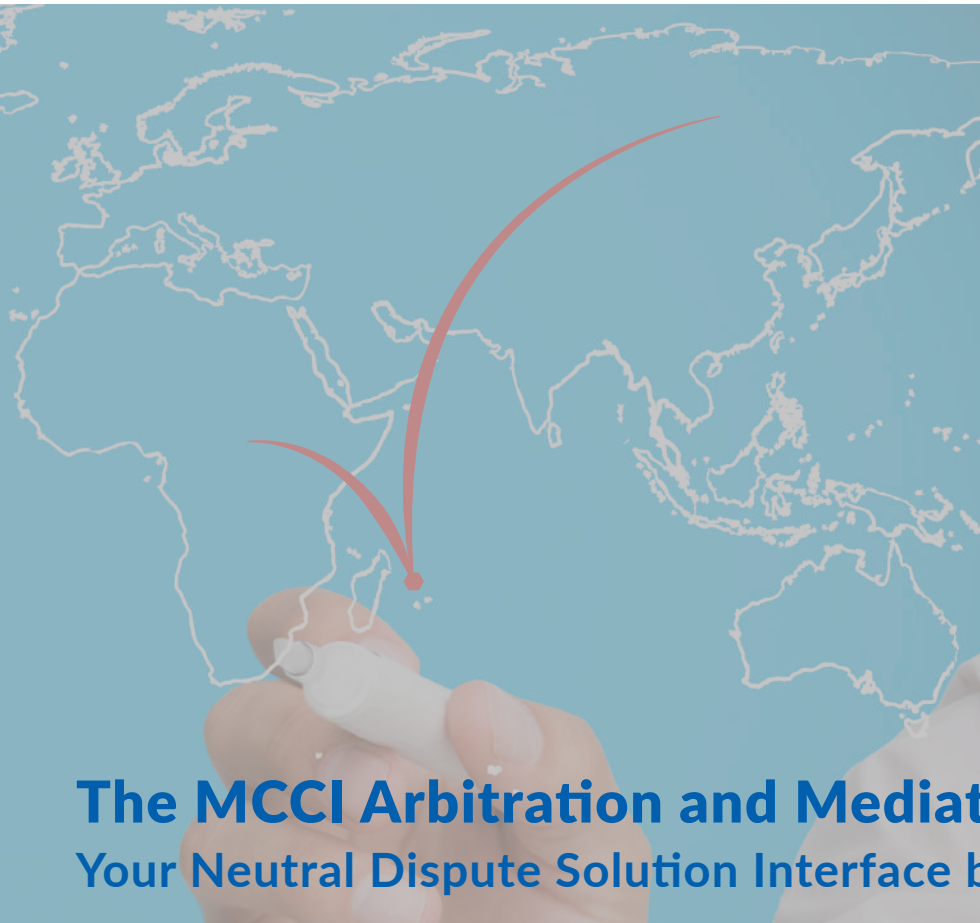 The MCCI Arbitration and Mediat
Your Neutral Dispute Solution Interface b